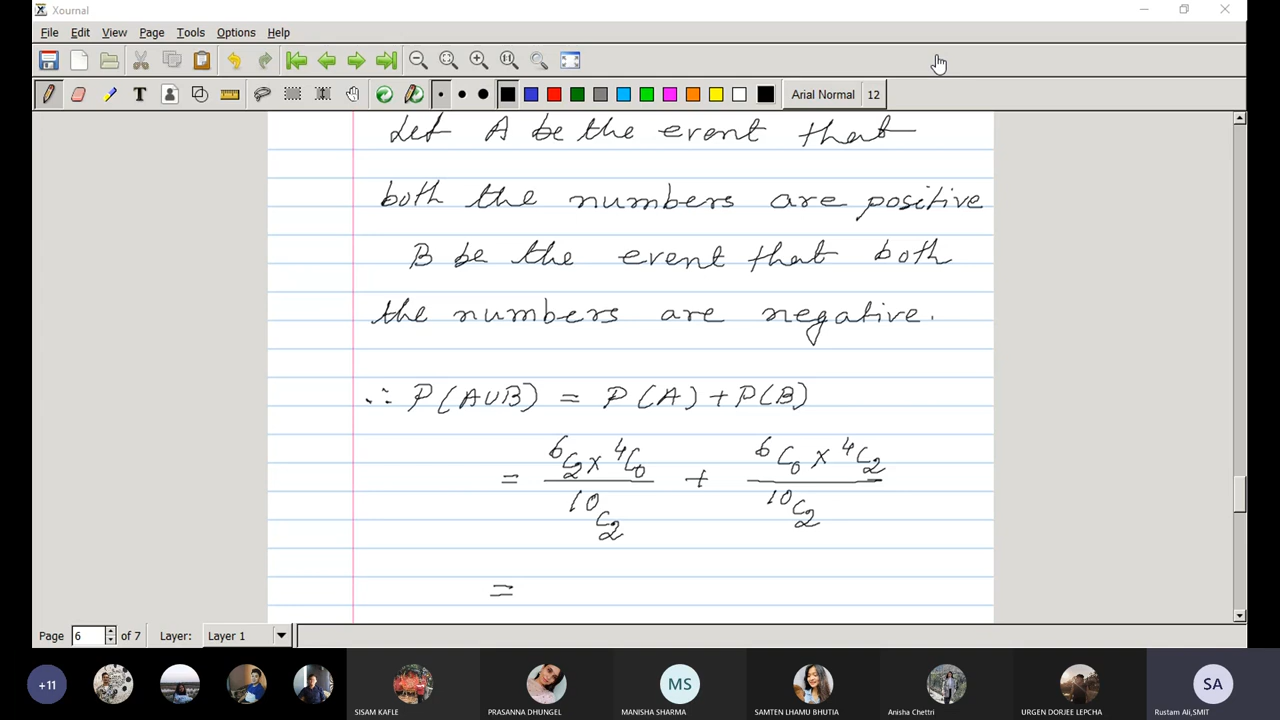 Xournal
File Edit View Page Tools Options Help
Arial Normal 12
Let A be the event that
both the numbers are positive
B be the event that both
the numbers are negative.
∴ P(A∪B) = P(A) + P(B)
= ⁶C₂ × ⁴C₀ / ¹⁰C₂ + ⁶C₀ × ⁴C₂ / ¹⁰C₂
=
Page 6 of 7 Layer: Layer 1
+11 MS SA
SISAM KAFLE PRASANNA DHUNGEL MANISHA SHARMA SAMTEN LHAMU BHUTIA Anisha Chettri URGEN DORJEE LEPCHA Rustam Ali,SMIT